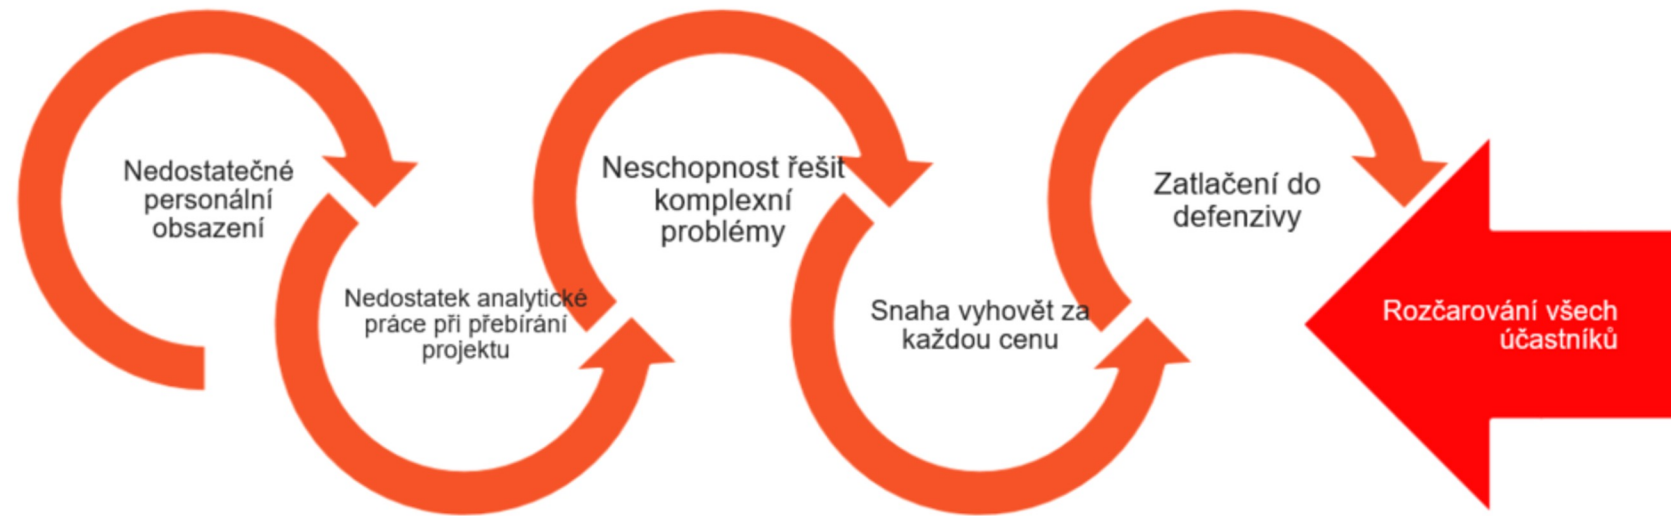 Nedostatečné
personální
obsazení
Nedostatek analytické
práce při přebírání
projektu
Neschopnost řešit
komplexní
problémy
Snaha vyhovět za
každou cenu
Zatlačení do
defenzivy
Rozčarování všech
účastníků